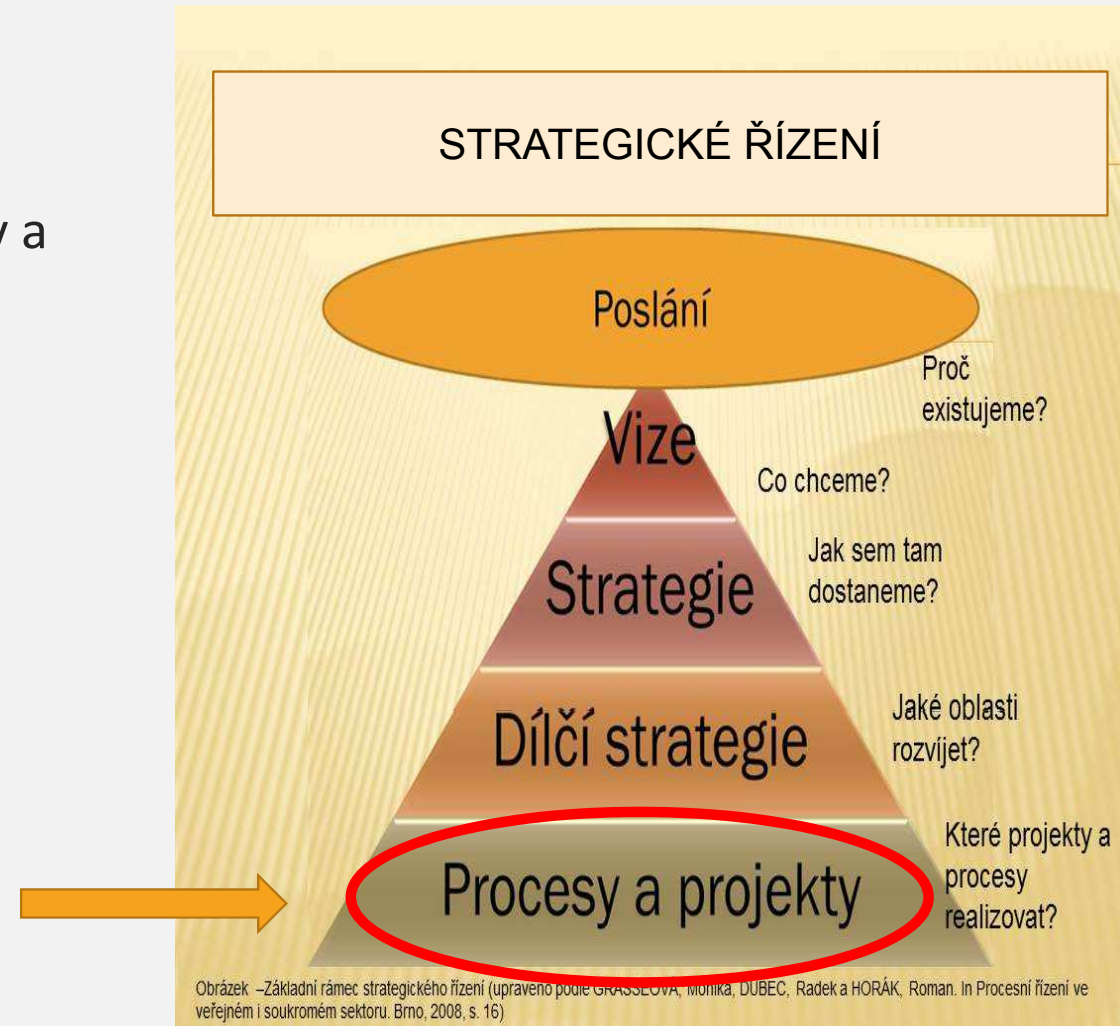 STRATEGICKÉ ŘÍZENÍ
a
Poslání
Proč
existujeme?
Vize
Co chceme?
Strategie
Jak sem tam
dostaneme?
Dílčí strategie
Jaké oblasti
rozvíjet?
Procesy a projekty
Které projekty a
procesy
realizovat?
Obrázek –Základní rámec strategického řízení (upraveno podle GRASSEOVÁ, Monika, DUBEC, Radek a HORÁK, Roman. In Procesní řízení ve
veřejném i soukromém sektoru. Brno, 2008, s. 16)